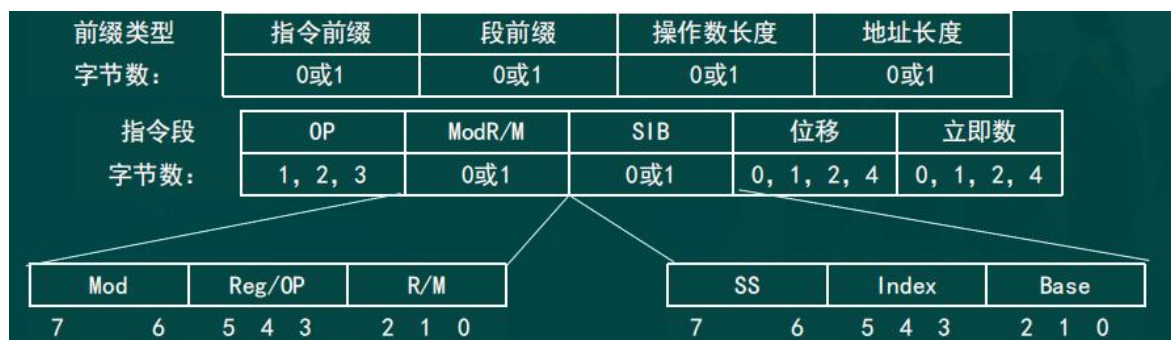 前缀类型 指令前缀 段前缀 操作数长度 地址长度
字节数: 0或1 0或1 0或1 0或1
指令段 OP ModR/M SIB 位移 立即数
字节数: 1, 2, 3 0或1 0或1 0, 1, 2, 4 0, 1, 2, 4
Mod Reg/OP R/M SS Index Base
7 6 5 4 3 2 1 0 7 6 5 4 3 2 1 0